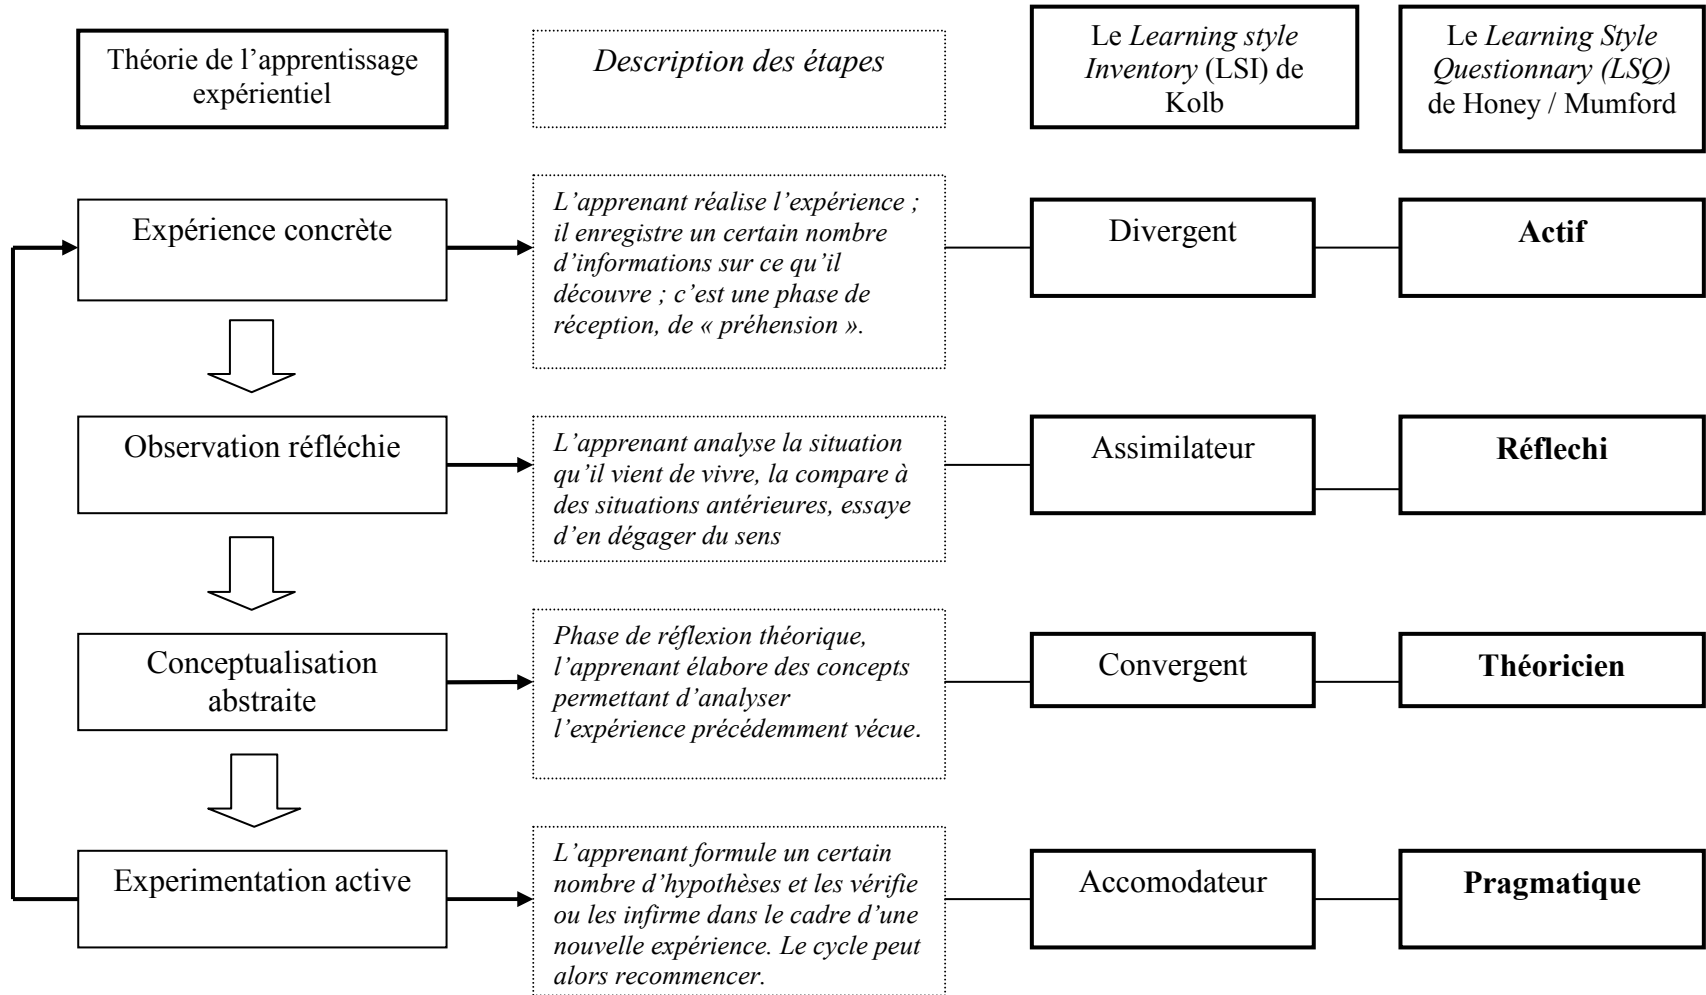 Théorie de l’apprentissage
expérientiel
Description des étapes
Le Learning style
Inventory (LSI) de
Kolb
Le Learning Style
Questionnary (LSQ)
de Honey / Mumford
Expérience concrète
L’apprenant réalise l’expérience ;
il enregistre un certain nombre
d’informations sur ce qu’il
découvre ; c’est une phase de
réception, de « préhension ».
Divergent
Actif
Observation réfléchie
L’apprenant analyse la situation
qu’il vient de vivre, la compare à
des situations antérieures, essaye
d’en dégager du sens
Assimilateur
Réflechi
Conceptualisation
abstraite
Phase de réflexion théorique,
l’apprenant élabore des concepts
permettant d’analyser
l’expérience précédemment vécue.
Convergent
Théoricien
Experimentation active
L’apprenant formule un certain
nombre d’hypothèses et les vérifie
ou les infirme dans le cadre d’une
nouvelle expérience. Le cycle peut
alors recommencer.
Accomodateur
Pragmatique